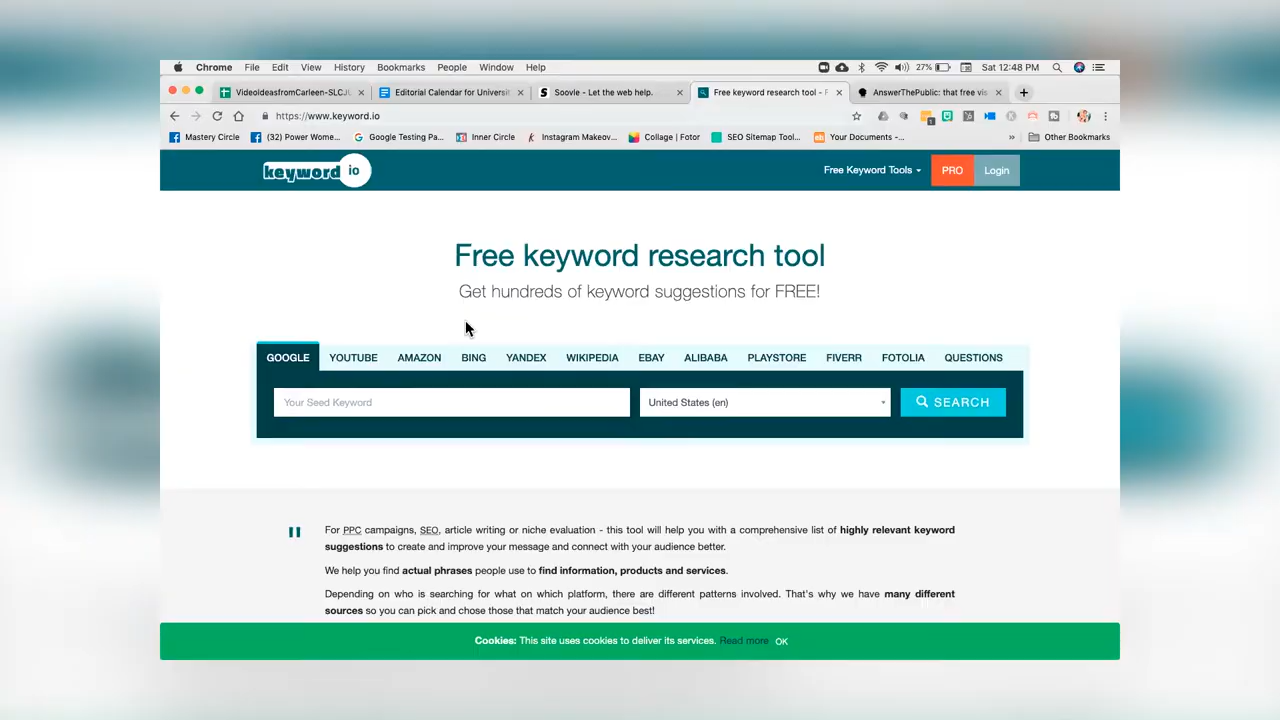 Chrome File Edit View History Bookmarks People Window Help 27% Sat 12:48 PM
VideoIdeasfromCarleen-SLCJU Editorial Calendar for Universit Soovle - Let the web help. Free keyword research tool - F AnswerThePublic: that free vis
https://www.keyword.io
Mastery Circle (32) Power Wome... Google Testing Pa... Inner Circle Instagram Makeov... Collage | Fotor SEO Sitemap Tool... Your Documents -... » Other Bookmarks
keyword io Free Keyword Tools PRO Login
Free keyword research tool
Get hundreds of keyword suggestions for FREE!
GOOGLE YOUTUBE AMAZON BING YANDEX WIKIPEDIA EBAY ALIBABA PLAYSTORE FIVERR FOTOLIA QUESTIONS
Your Seed Keyword United States (en) SEARCH
" For PPC campaigns, SEO, article writing or niche evaluation - this tool will help you with a comprehensive list of highly relevant keyword
suggestions to create and improve your message and connect with your audience better.
We help you find actual phrases people use to find information, products and services.
Depending on who is searching for what on which platform, there are different patterns involved. That's why we have many different
sources so you can pick and chose those that match your audience best!
Cookies: This site uses cookies to deliver its services. Read more OK